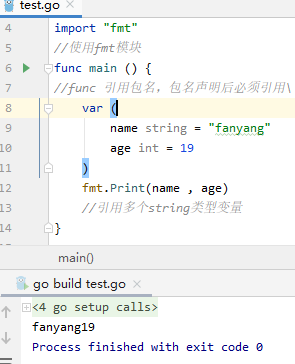 test.go
4
import "fmt"
5
//使用fmt模块
6
func main () {
7
//func 引用包名，包名声明后必须引用\
8
var (
9
name string = "fanyang"
10
age int = 19
11
)
12
fmt.Print(name , age)
13
//引用多个string类型变量
14
}
main()
go build test.go
<4 go setup calls>
fanyang19
Process finished with exit code 0